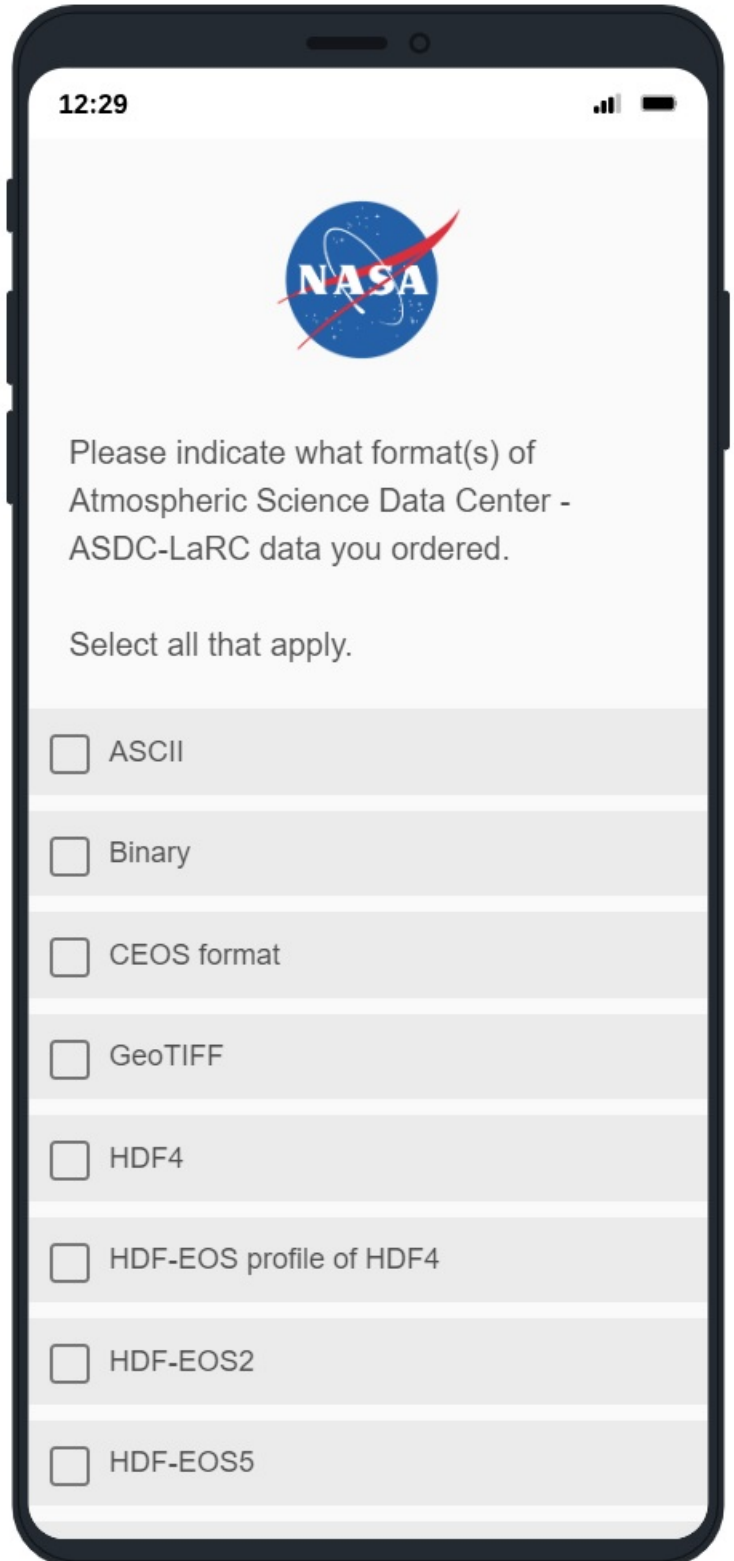 12:29
NASA
Please indicate what format(s) of
Atmospheric Science Data Center -
ASDC-LaRC data you ordered.
Select all that apply.
ASCII
Binary
CEOS format
GeoTIFF
HDF4
HDF-EOS profile of HDF4
HDF-EOS2
HDF-EOS5